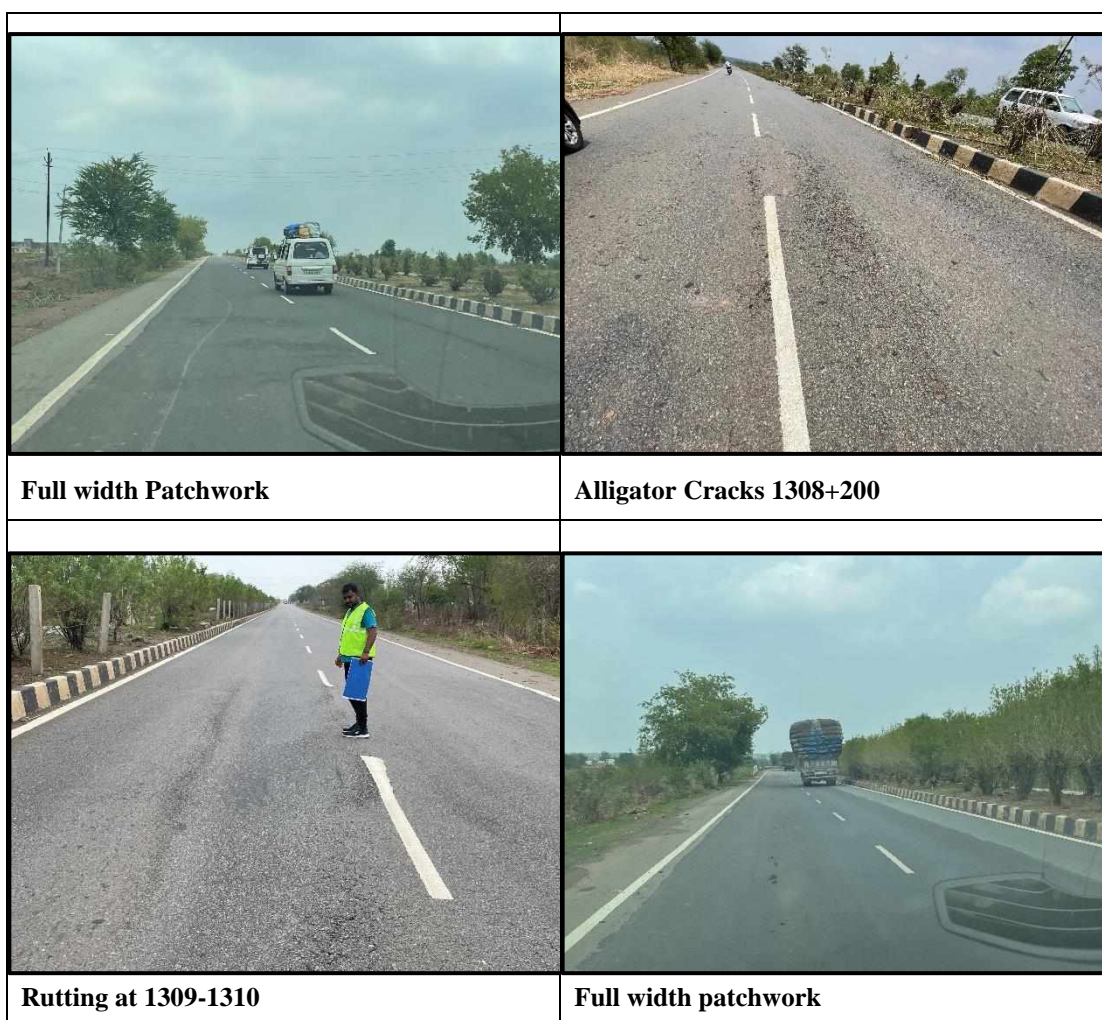 Full width Patchwork
Alligator Cracks 1308+200
Rutting at 1309-1310
Full width patchwork